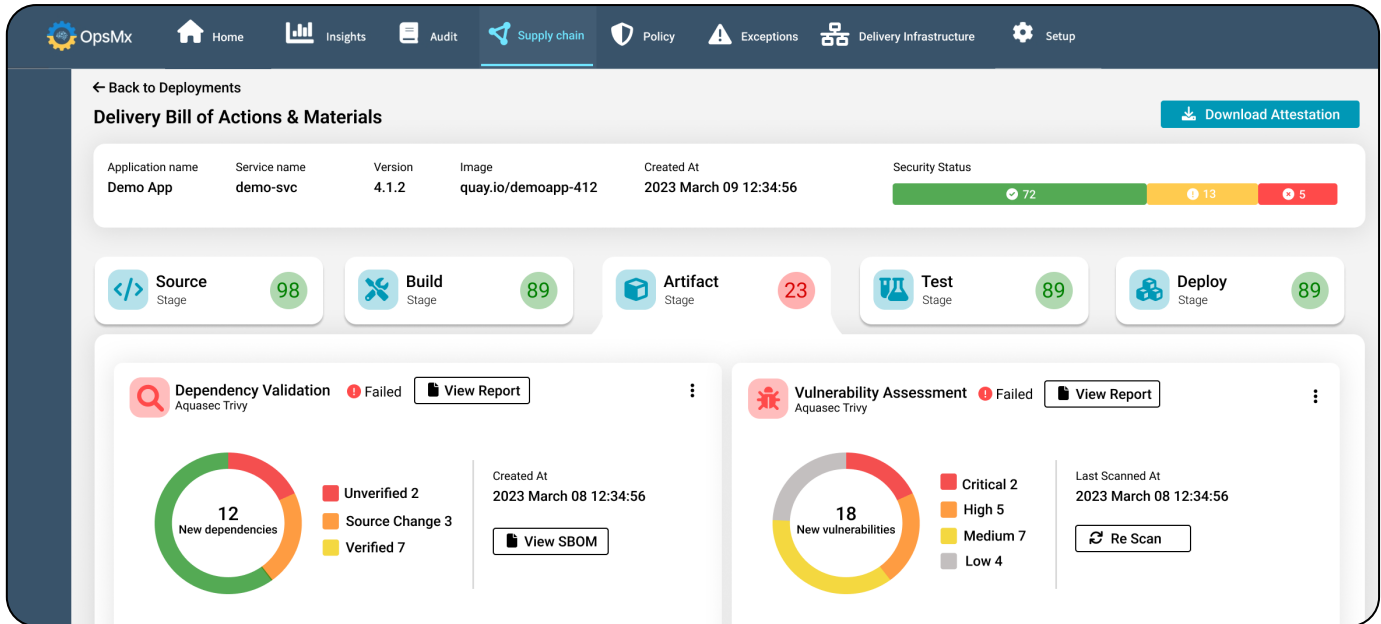 OpsMx
Home
Insights
Audit
Supply chain
Policy
Exceptions
Delivery Infrastructure
Setup
Back to Deployments
Delivery Bill of Actions & Materials
Download Attestation
Application name
Demo App
Service name
demo-svc
Version
4.1.2
Image
quay.io/demoapp-412
Created At
2023 March 09 12:34:56
Security Status
72
13
5
Source
Stage
98
Build
Stage
89
Artifact
Stage
23
Test
Stage
89
Deploy
Stage
89
Dependency Validation
Aquasec Trivy
Failed
View Report
12
New dependencies
Unverified 2
Source Change 3
Verified 7
Created At
2023 March 08 12:34:56
View SBOM
Vulnerability Assessment
Aquasec Trivy
Failed
View Report
18
New vulnerabilities
Critical 2
High 5
Medium 7
Low 4
Last Scanned At
2023 March 08 12:34:56
Re Scan